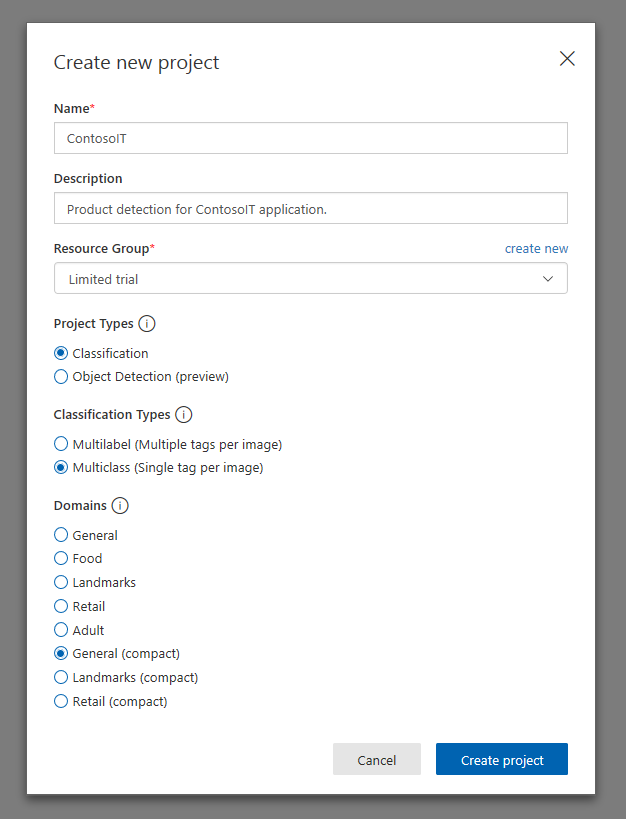 Create new project
Name*
ContosoIT
Description
Product detection for ContosoIT application.
Resource Group* create new
Limited trial
Project Types
Classification
Object Detection (preview)
Classification Types
Multilabel (Multiple tags per image)
Multiclass (Single tag per image)
Domains
General
Food
Landmarks
Retail
Adult
General (compact)
Landmarks (compact)
Retail (compact)
Cancel Create project